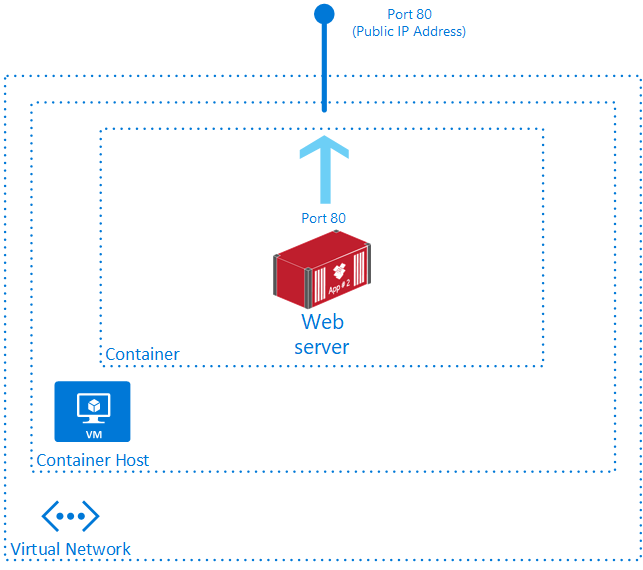 Port 80
(Public IP Address)
Port 80
App # 2
Web
server
Container
VM
Container Host
Virtual Network